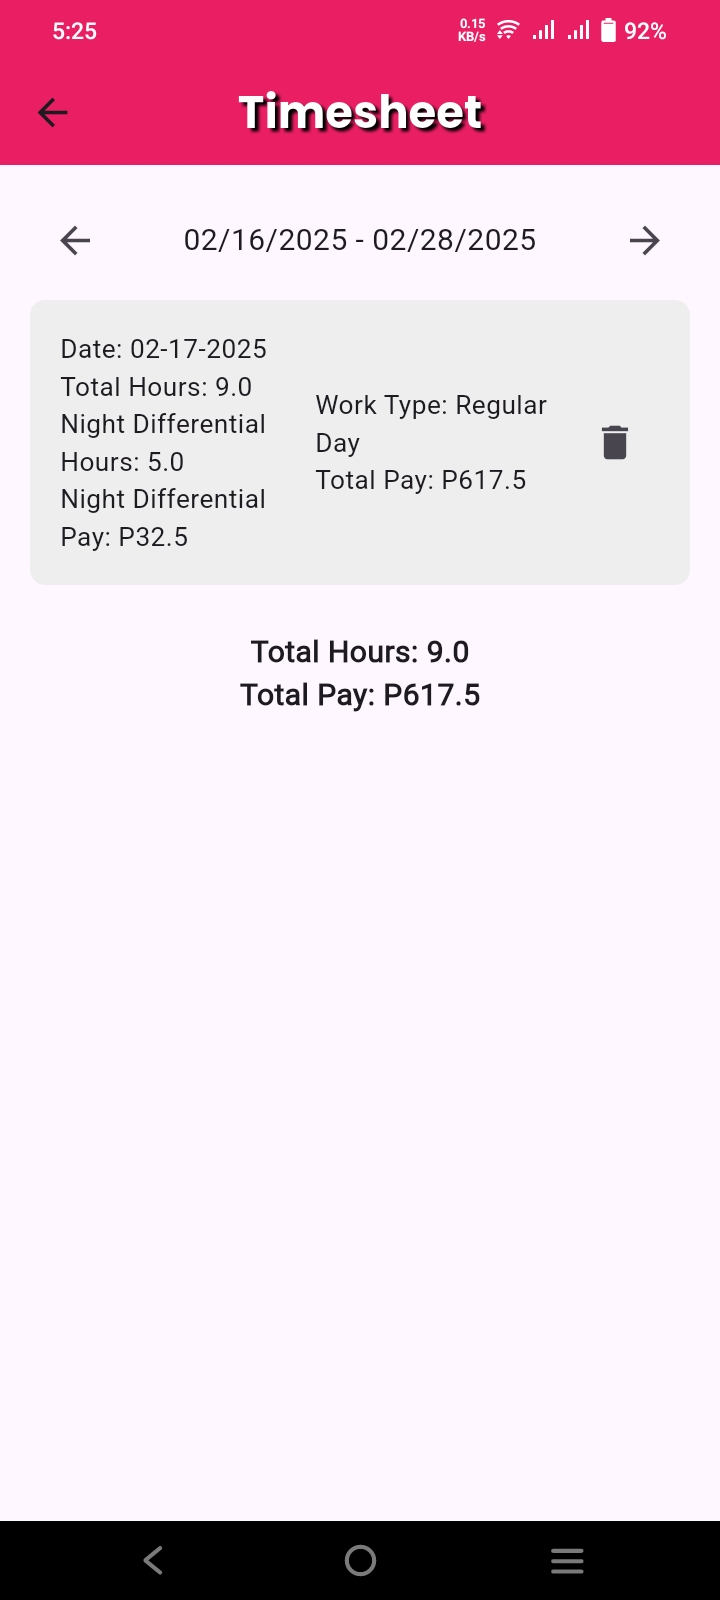 5:25
0.15
KB/s
92%
Timesheet
02/16/2025 - 02/28/2025
Date: 02-17-2025
Total Hours: 9.0
Night Differential
Hours: 5.0
Night Differential
Pay: P32.5
Work Type: Regular
Day
Total Pay: P617.5
Total Hours: 9.0
Total Pay: P617.5